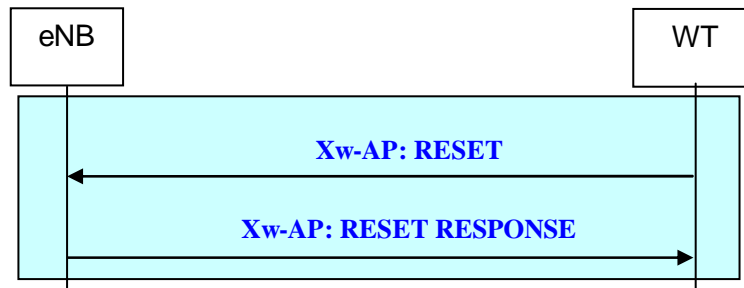 eNB
WT
Xw-AP: RESET
Xw-AP: RESET RESPONSE